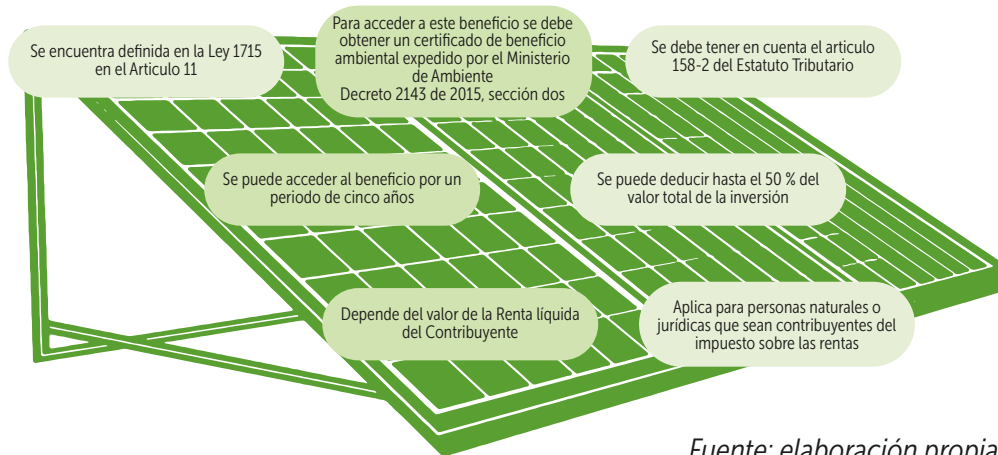 Se encuentra definida en la Ley 1715
en el Articulo 11
Para acceder a este beneficio se debe
obtener un certificado de beneficio
ambiental expedido por el Ministerio
de Ambiente
Decreto 2143 de 2015, sección dos
Se debe tener en cuenta el articulo
158-2 del Estatuto Tributario
Se puede acceder al beneficio por un
periodo de cinco años
Se puede deducir hasta el 50 % del
valor total de la inversión
Depende del valor de la Renta líquida
del Contribuyente
Aplica para personas naturales o
jurídicas que sean contribuyentes del
impuesto sobre las rentas
Fuente: elaboración propia